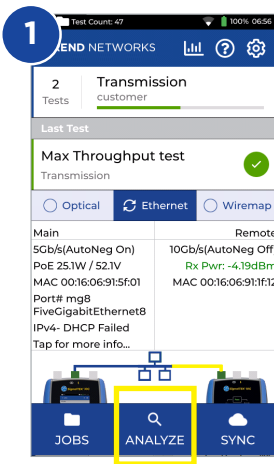 1
Test Count: 47
100% 06:56
END NETWORKS
2
Tests
Transmission
customer
Last Test
Max Throughput test
Transmission
Optical
Ethernet
Wiremap
Main
Remote
5Gb/s(AutoNeg On)
10Gb/s(AutoNeg Off
PoE 25.1W / 52.1V
Rx Pwr: -4.19dBm
MAC 00:16:06:91:5f:01
MAC 00:16:06:91:1f:12
Port# mg8
FiveGigabitEthernet8
IPv4- DHCP Failed
Tap for more info...
JOBS
ANALYZE
SYNC